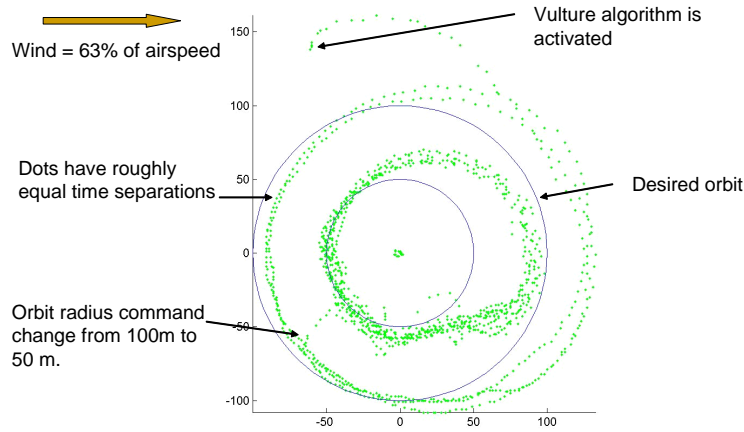 Vulture algorithm is
activated
Wind = 63% of airspeed
150
100
Dots have roughly
equal time separations
50
Desired orbit
0
Orbit radius command
change from 100m to
50 m.
-50
-100
-50
0
50
100